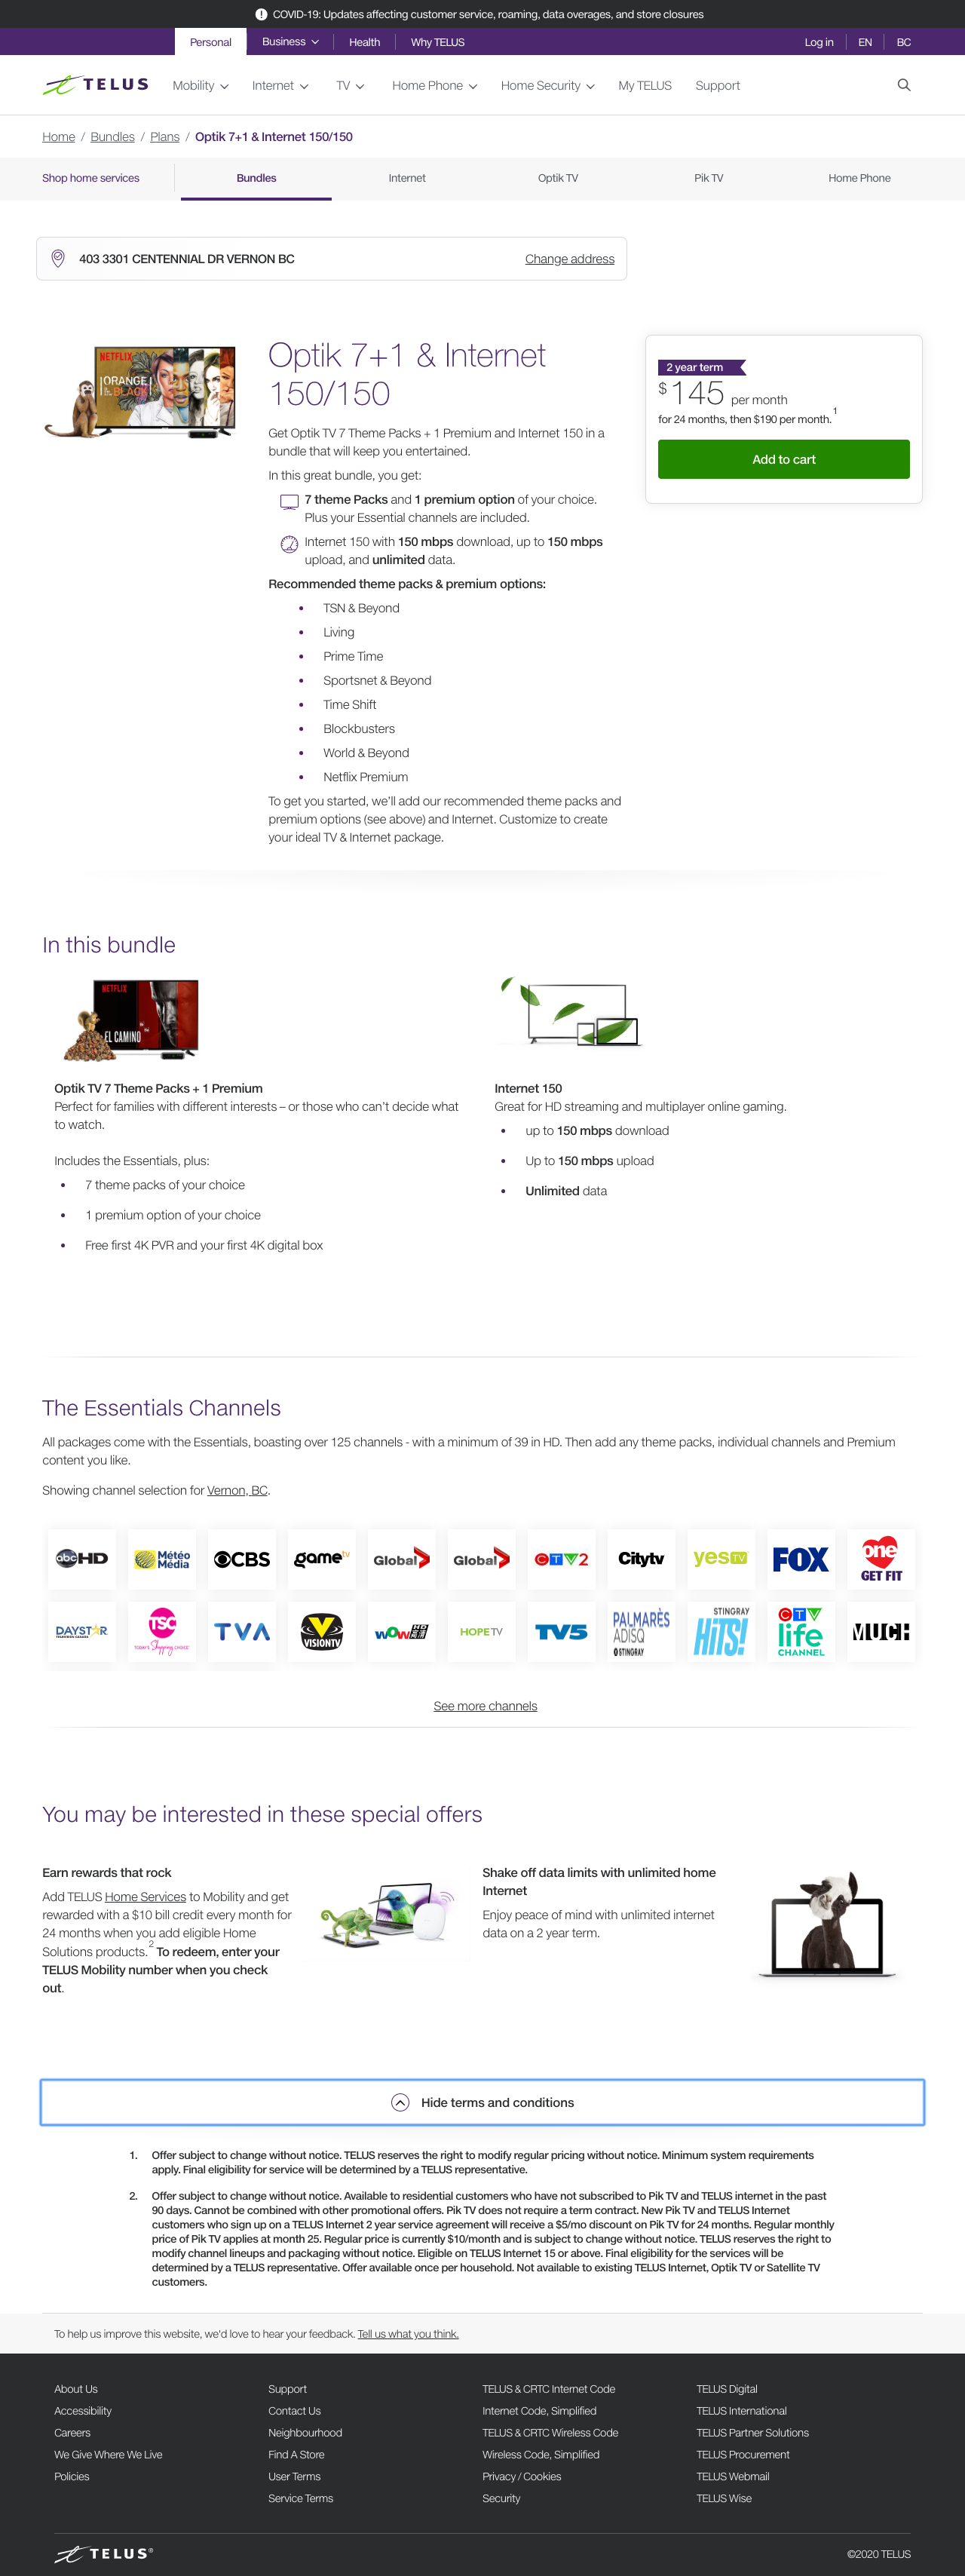 COVID-19: Updates affecting customer service, roaming, data overages, and store closures
Personal Business Health Why TELUS Log in EN BC
TELUS Mobility Internet TV Home Phone Home Security My TELUS Support
Home / Bundles / Plans / Optik 7+1 & Internet 150/150
Shop home services Bundles Internet Optik TV Pik TV Home Phone
403 3301 CENTENNIAL DR VERNON BC Change address
NETFLIX
ORANGE
IS THE NEW
BLACK
Optik 7+1 & Internet
150/150
Get Optik TV 7 Theme Packs + 1 Premium and Internet 150 in a
bundle that will keep you entertained.
In this great bundle, you get:
7 theme Packs and 1 premium option of your choice.
Plus your Essential channels are included.
Internet 150 with 150 mbps download, up to 150 mbps
upload, and unlimited data.
Recommended theme packs & premium options:
• TSN & Beyond
• Living
• Prime Time
• Sportsnet & Beyond
• Time Shift
• Blockbusters
• World & Beyond
• Netflix Premium
To get you started, we'll add our recommended theme packs and
premium options (see above) and Internet. Customize to create
your ideal TV & Internet package.
2 year term
$145 per month
for 24 months, then $190 per month.1
Add to cart
In this bundle
NETFLIX
EL CAMINO
Optik TV 7 Theme Packs + 1 Premium
Perfect for families with different interests – or those who can't decide what
to watch.
Includes the Essentials, plus:
• 7 theme packs of your choice
• 1 premium option of your choice
• Free first 4K PVR and your first 4K digital box
Internet 150
Great for HD streaming and multiplayer online gaming.
• up to 150 mbps download
• Up to 150 mbps upload
• Unlimited data
The Essentials Channels
All packages come with the Essentials, boasting over 125 channels - with a minimum of 39 in HD. Then add any theme packs, individual channels and Premium
content you like.
Showing channel selection for Vernon, BC.
abc HD Météo Média CBS gametv Global Global CTV2 Citytv yes TV FOX one GET FIT
DAYSTAR TELEVISION CANADA TSC TODAY'S Shopping CHOICE TVA VISIONTV WOW HD HOPE TV TV5 PALMARÈS ADISQ STINGRAY STINGRAY HITS! CTV life CHANNEL MUCH
See more channels
You may be interested in these special offers
Earn rewards that rock
Add TELUS Home Services to Mobility and get
rewarded with a $10 bill credit every month for
24 months when you add eligible Home
Solutions products.2 To redeem, enter your
TELUS Mobility number when you check
out.
Shake off data limits with unlimited home
Internet
Enjoy peace of mind with unlimited internet
data on a 2 year term.
Hide terms and conditions
1. Offer subject to change without notice. TELUS reserves the right to modify regular pricing without notice. Minimum system requirements
apply. Final eligibility for service will be determined by a TELUS representative.
2. Offer subject to change without notice. Available to residential customers who have not subscribed to Pik TV and TELUS internet in the past
90 days. Cannot be combined with other promotional offers. Pik TV does not require a term contract. New Pik TV and TELUS Internet
customers who sign up on a TELUS Internet 2 year service agreement will receive a $5/mo discount on Pik TV for 24 months. Regular monthly
price of Pik TV applies at month 25. Regular price is currently $10/month and is subject to change without notice. TELUS reserves the right to
modify channel lineups and packaging without notice. Eligible on TELUS Internet 15 or above. Final eligibility for the services will be
determined by a TELUS representative. Offer available once per household. Not available to existing TELUS Internet, Optik TV or Satellite TV
customers.
To help us improve this website, we'd love to hear your feedback. Tell us what you think.
About Us
Accessibility
Careers
We Give Where We Live
Policies
Support
Contact Us
Neighbourhood
Find A Store
User Terms
Service Terms
TELUS & CRTC Internet Code
Internet Code, Simplified
TELUS & CRTC Wireless Code
Wireless Code, Simplified
Privacy / Cookies
Security
TELUS Digital
TELUS International
TELUS Partner Solutions
TELUS Procurement
TELUS Webmail
TELUS Wise
TELUS® ©2020 TELUS